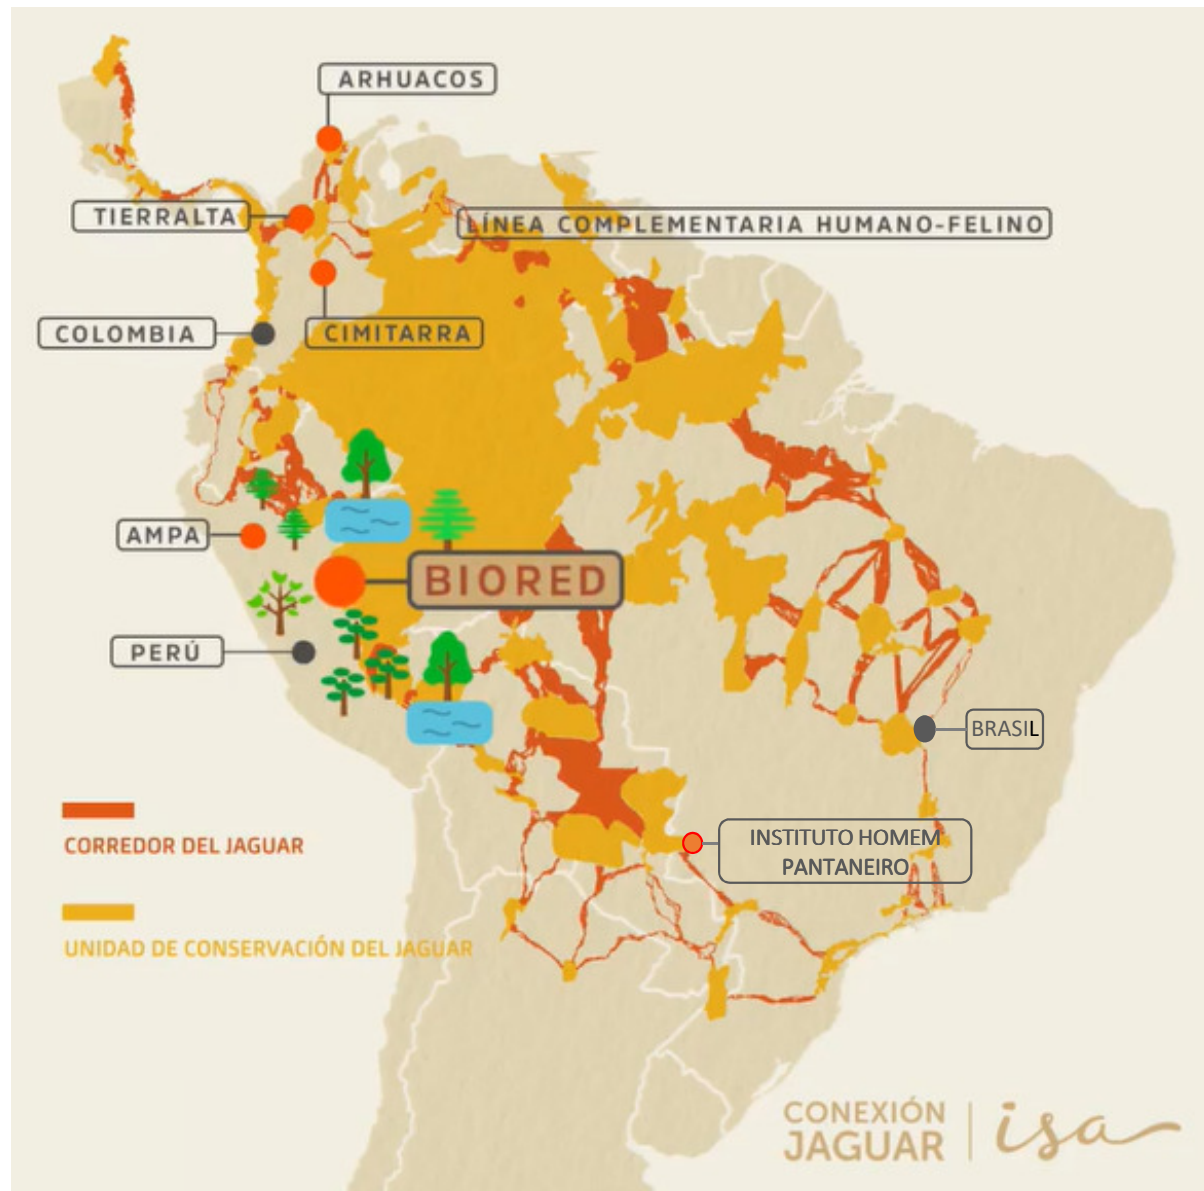 ARHUACOS
TIERRALTA
LÍNEA COMPLEMENTARIA HUMANO-FELINO
COLOMBIA
CIMITARRA
AMPA
BIORED
PERÚ
BRASIL
CORREDOR DEL JAGUAR
INSTITUTO HOMEM
PANTANEIRO
UNIDAD DE CONSERVACIÓN DEL JAGUAR
CONEXIÓN
JAGUAR
isa